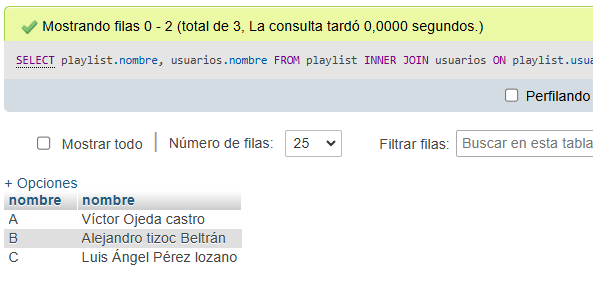 Mostrando filas 0 - 2 (total de 3, La consulta tardó 0,0000 segundos.)
SELECT playlist.nombre, usuarios.nombre FROM playlist INNER JOIN usuarios ON playlist.usua
Perfilando
Mostrar todo | Número de filas: 25 Filtrar filas: Buscar en esta tabla
+ Opciones
nombre nombre
A Víctor Ojeda castro
B Alejandro tizoc Beltrán
C Luis Ángel Pérez lozano